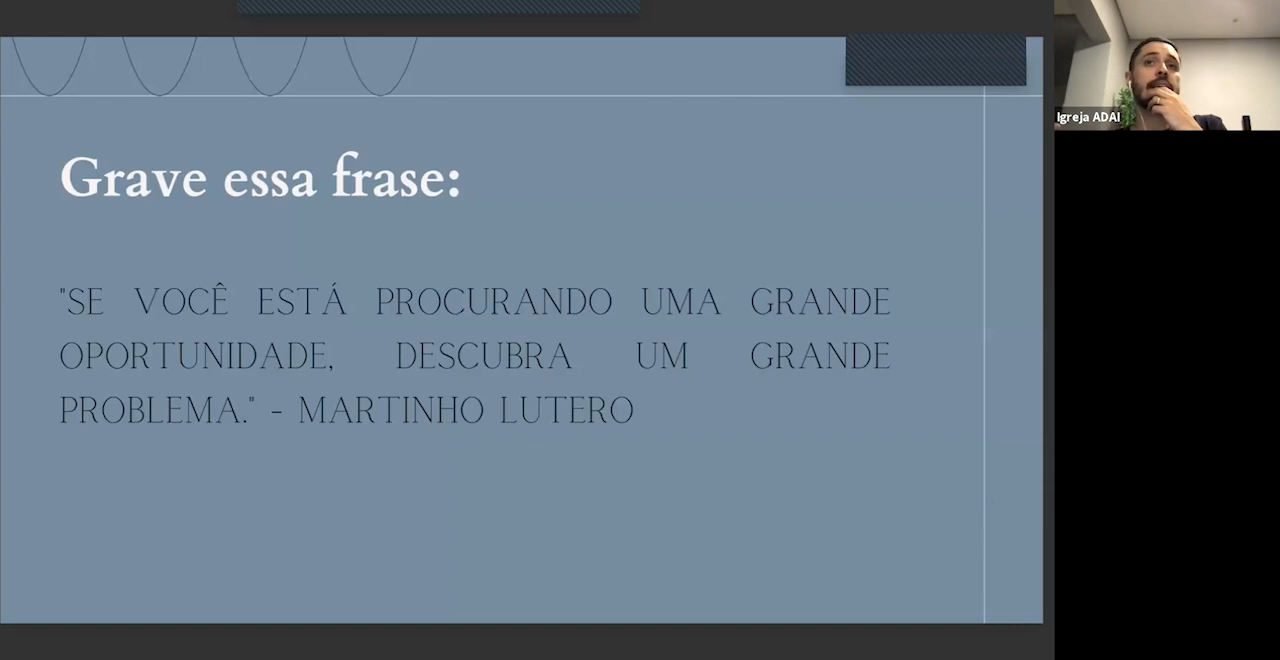 Grave essa frase:
"SE VOCÊ ESTÁ PROCURANDO UMA GRANDE
OPORTUNIDADE, DESCUBRA UM GRANDE
PROBLEMA." - MARTINHO LUTERO
Igreja ADAI